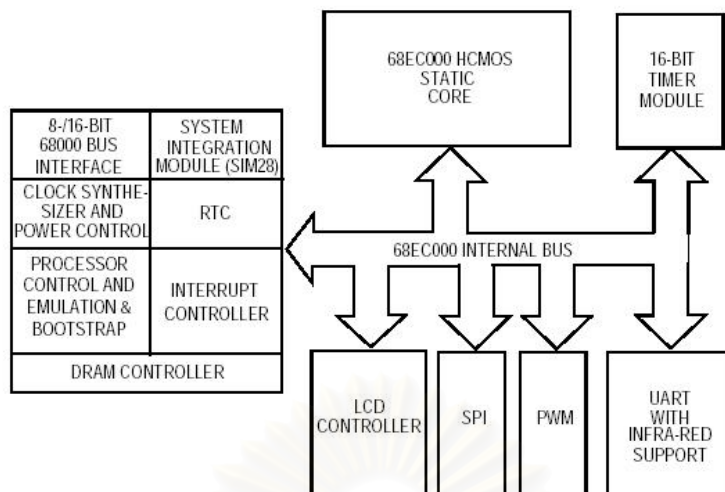 68EC000 HCMOS
STATIC
CORE
16-BIT
TIMER
MODULE
8-/16-BIT
68000 BUS
INTERFACE
SYSTEM
INTEGRATION
MODULE (SIM28)
CLOCK SYNTHE-
SIZER AND
POWER CONTROL
RTC
PROCESSOR
CONTROL AND
EMULATION &
BOOTSTRAP
INTERRUPT
CONTROLLER
DRAM CONTROLLER
68EC000 INTERNAL BUS
LCD
CONTROLLER
SPI
PWM
UART
WITH
INFRA-RED
SUPPORT